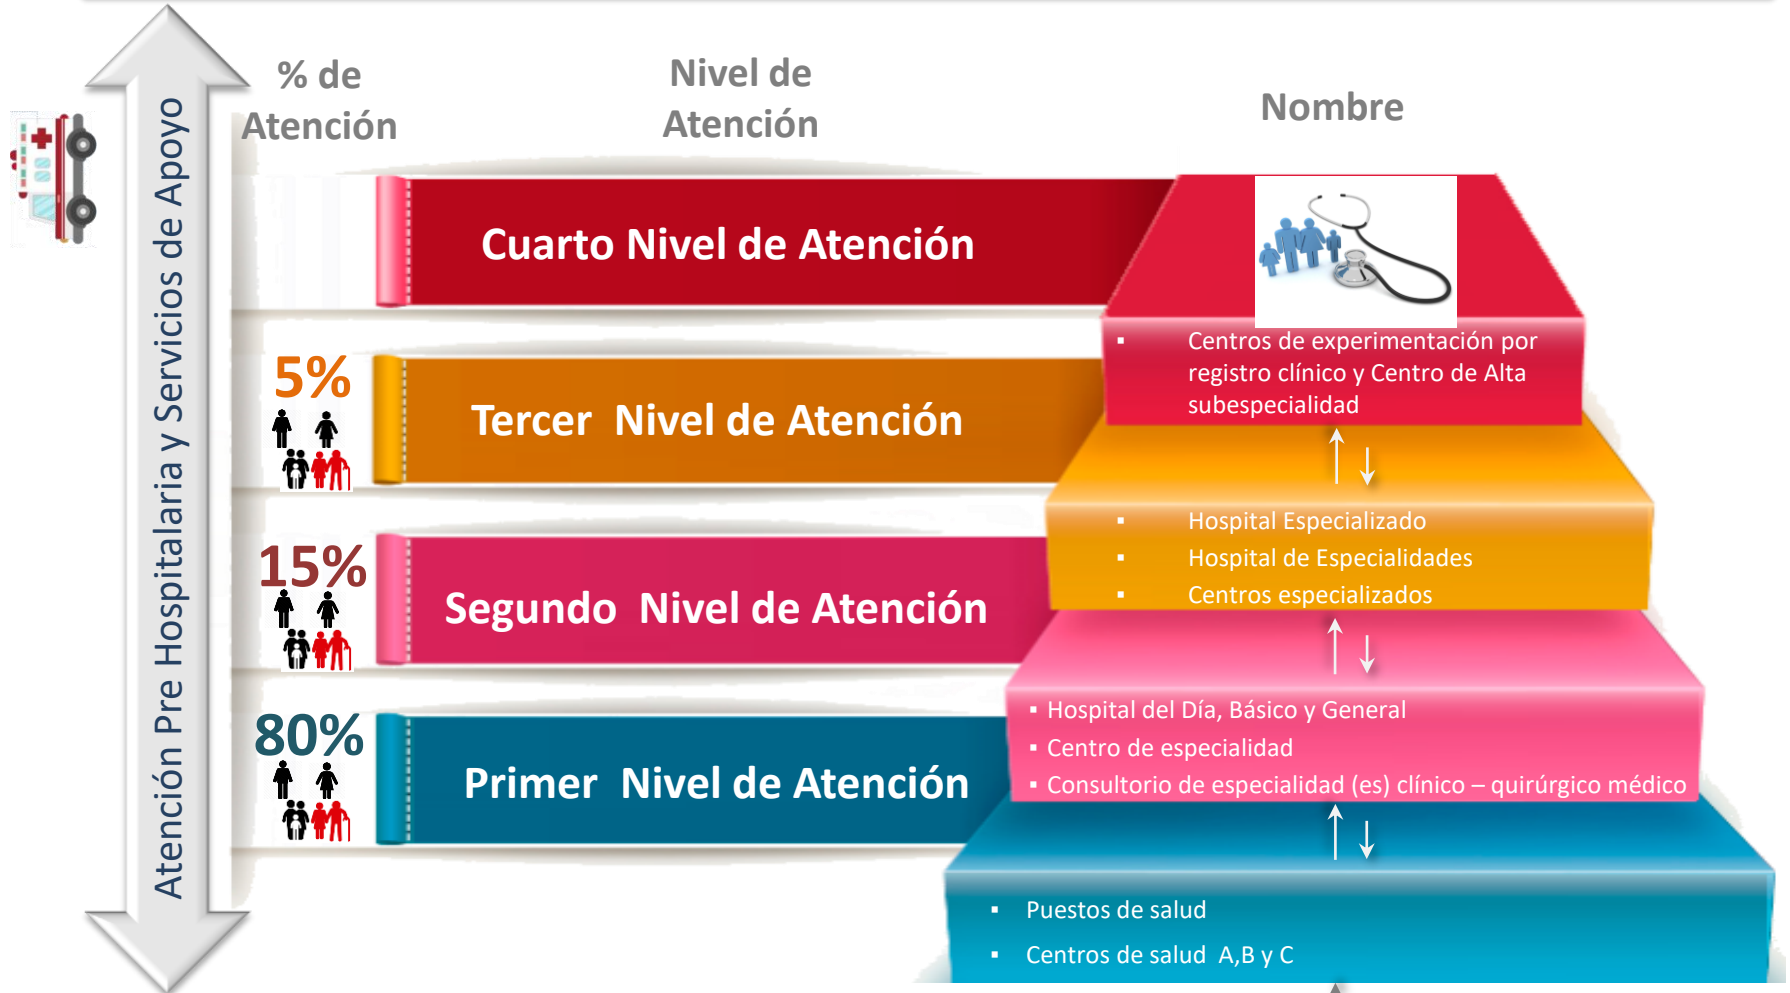 % de
Atención
Nivel de
Atención
Nombre
Atención Pre Hospitalaria y Servicios de Apoyo
Cuarto Nivel de Atención
Centros de experimentación por
registro clínico y Centro de Alta
subespecialidad
5%
Tercer Nivel de Atención
Hospital Especializado
Hospital de Especialidades
Centros especializados
15%
Segundo Nivel de Atención
Hospital del Día, Básico y General
Centro de especialidad
Consultorio de especialidad (es) clínico – quirúrgico médico
80%
Primer Nivel de Atención
Puestos de salud
Centros de salud A,B y C